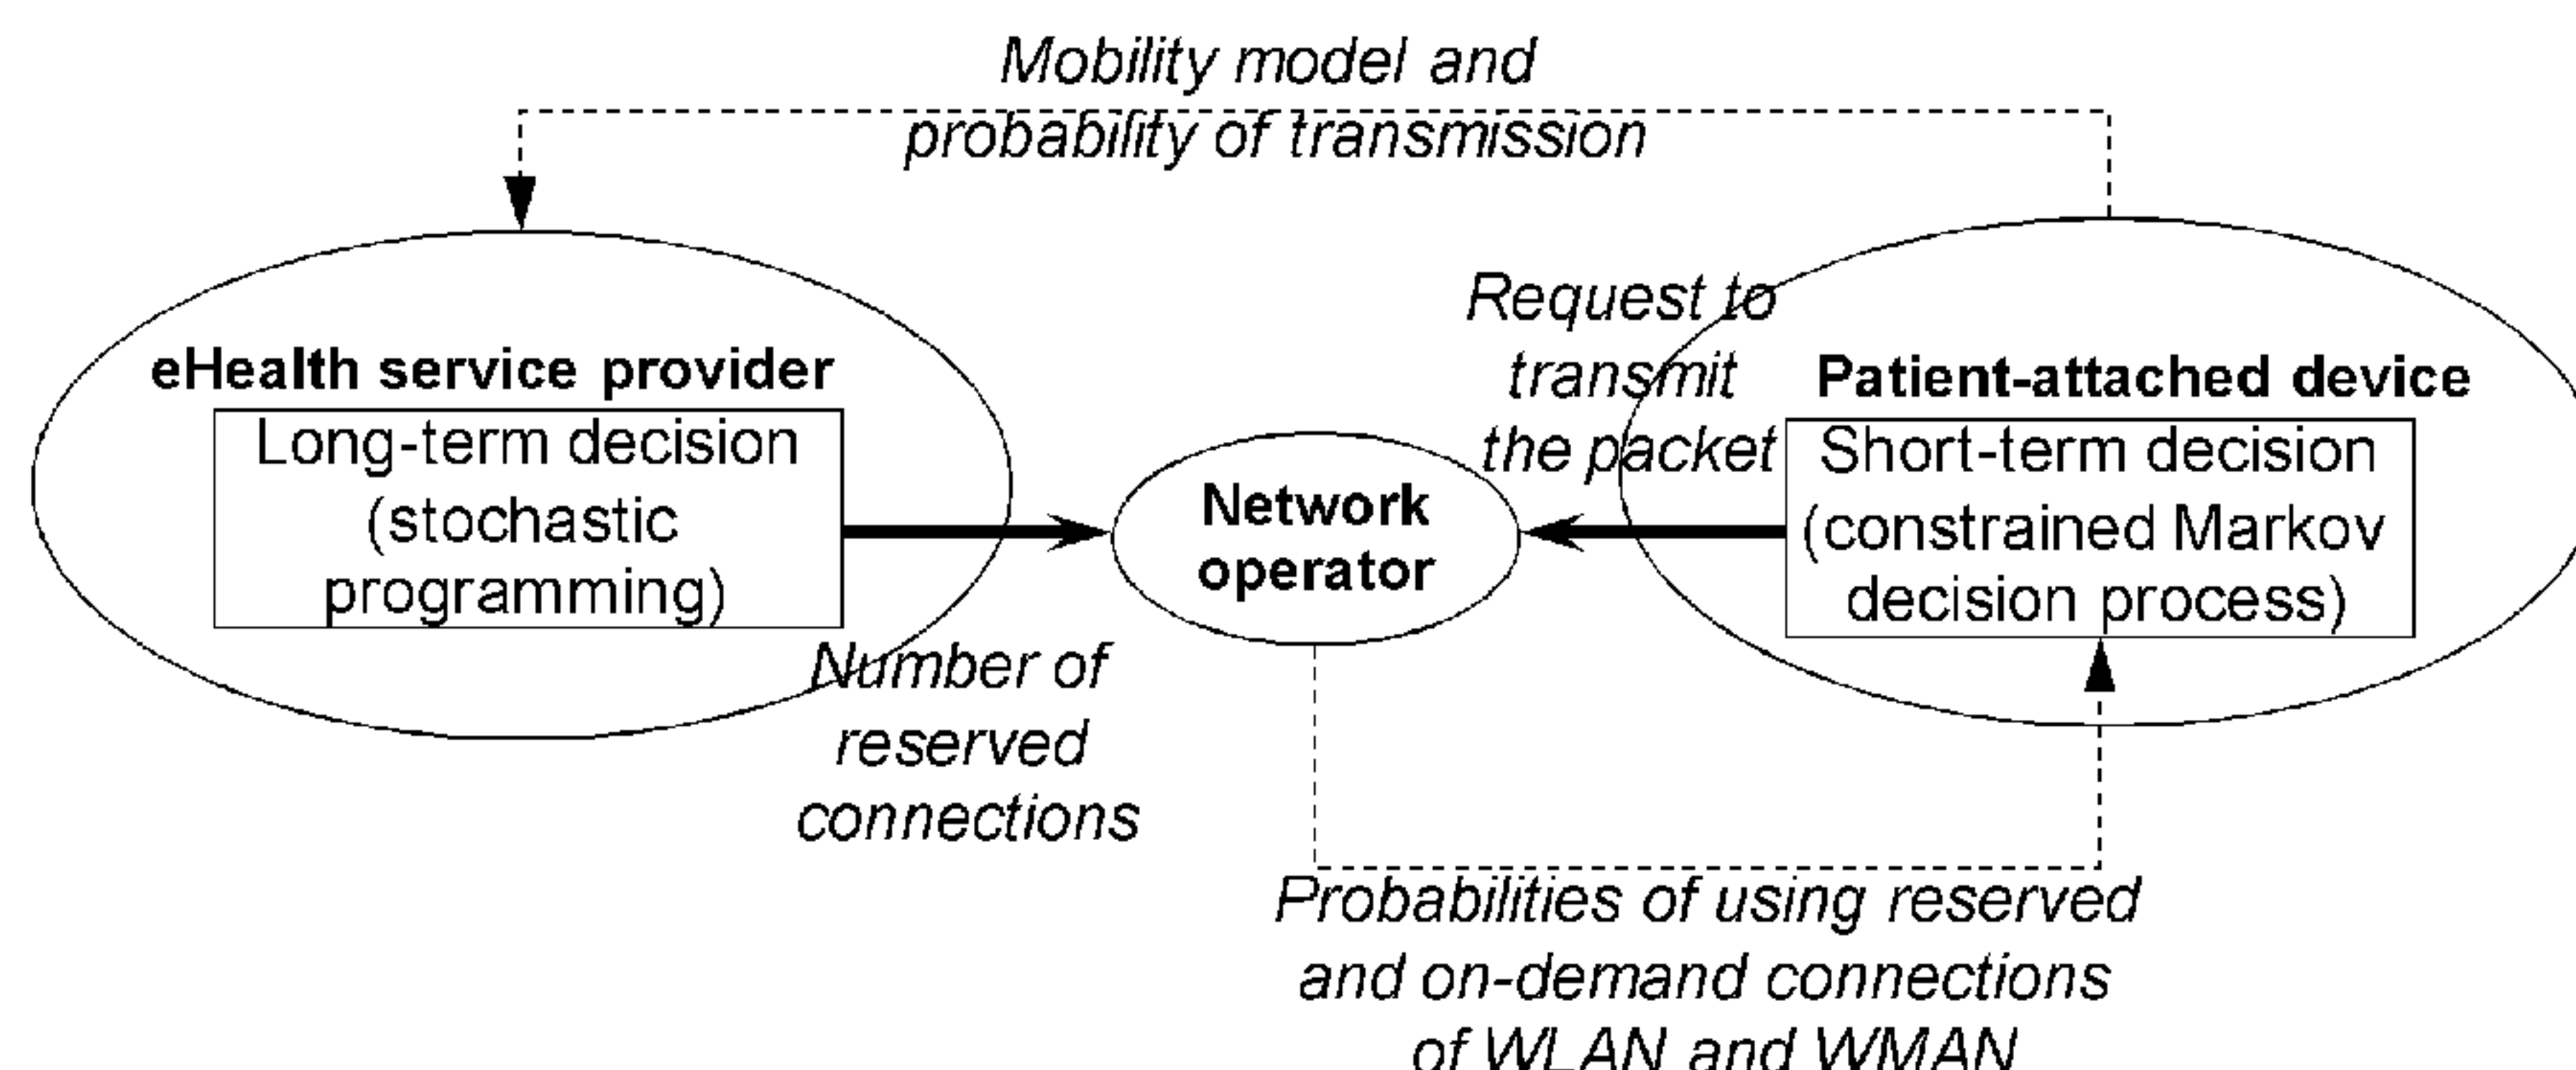 Mobility model and
probability of transmission
eHealth service provider
Long-term decision
(stochastic
programming)
Number of
reserved
connections
Network
operator
Request to
transmit
the packet
Patient-attached device
Short-term decision
(constrained Markov
decision process)
Probabilities of using reserved
and on-demand connections
of WLAN and WMAN